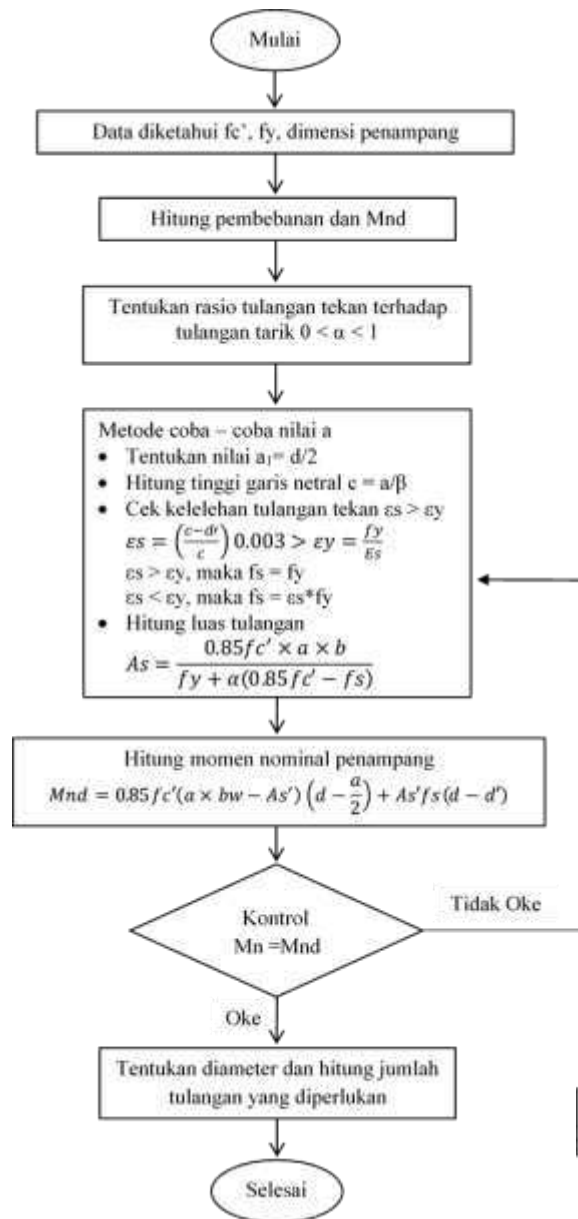 Mulai
Data diketahui fc', fy, dimensi penampang
Hitung pembebanan dan Mnd
Tentukan rasio tulangan tekan terhadap
tulangan tarik 0 < α < 1
Metode coba – coba nilai a
• Tentukan nilai a₁= d/2
• Hitung tinggi garis netral c = a/β
• Cek kelelehan tulangan tekan εs > εy
εs = ((c−d′)/c) 0.003 > εy = fy/Es
εs > εy, maka fs = fy
εs < εy, maka fs = εs*fy
• Hitung luas tulangan
As = (0.85fc′ × a × b)/(fy + α(0.85fc′ − fs))
Hitung momen nominal penampang
Mnd = 0.85fc′(a × bw − As′)(d − a/2) + As′fs(d − d′)
Kontrol
Mn =Mnd
Tidak Oke
Oke
Tentukan diameter dan hitung jumlah
tulangan yang diperlukan
Selesai